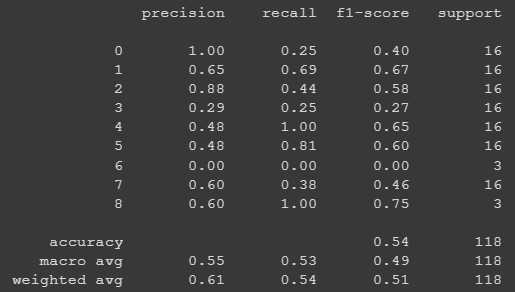 precision recall f1-score support
0 1.00 0.25 0.40 16
1 0.65 0.69 0.67 16
2 0.88 0.44 0.58 16
3 0.29 0.25 0.27 16
4 0.48 1.00 0.65 16
5 0.48 0.81 0.60 16
6 0.00 0.00 0.00 3
7 0.60 0.38 0.46 16
8 0.60 1.00 0.75 3
accuracy 0.54 118
macro avg 0.55 0.53 0.49 118
weighted avg 0.61 0.54 0.51 118